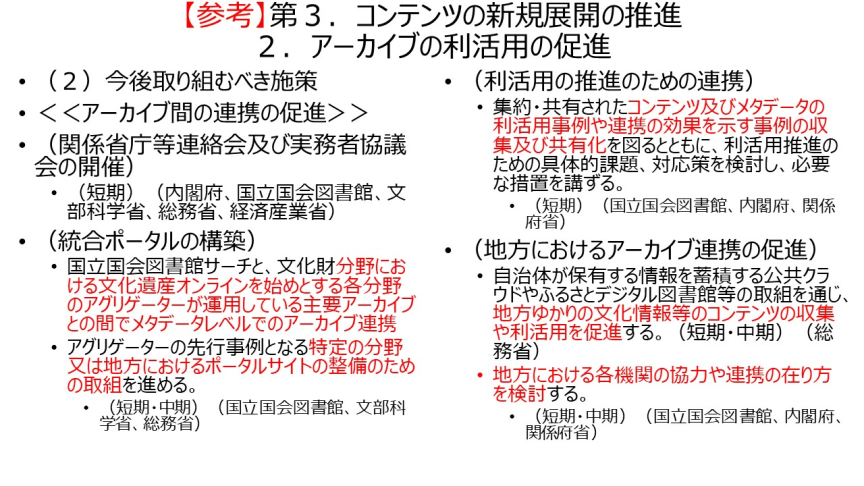 【参考】第３．コンテンツの新規展開の推進
２．アーカイブの利活用の促進
• （２）今後取り組むべき施策
• ＜＜アーカイブ間の連携の促進＞＞
• （関係省庁等連絡会及び実務者協議
会の開催）
• （短期）（内閣府、国立国会図書館、文
部科学省、総務省、経済産業省）
• （統合ポータルの構築）
• 国立国会図書館サーチと、文化財分野にお
ける文化遺産オンラインを始めとする各分野
のアグリゲーターが運用している主要アーカイブ
との間でメタデータレベルでのアーカイブ連携
• アグリゲーターの先行事例となる特定の分野
又は地方におけるポータルサイトの整備のため
の取組を進める。
• （短期・中期）（国立国会図書館、文部科
学省、総務省）
• （利活用の推進のための連携）
• 集約・共有されたコンテンツ及びメタデータの
利活用事例や連携の効果を示す事例の収
集及び共有化を図るとともに、利活用推進の
ための具体的課題、対応策を検討し、必要
な措置を講ずる。
• （短期）（国立国会図書館、内閣府、関係
府省）
• （地方におけるアーカイブ連携の促進）
• 自治体が保有する情報を蓄積する公共クラ
ウドやふるさとデジタル図書館等の取組を通じ、
地方ゆかりの文化情報等のコンテンツの収集
や利活用を促進する。（短期・中期）（総
務省）
• 地方における各機関の協力や連携の在り方
を検討する。
• （短期・中期）（国立国会図書館、内閣府、
関係府省）